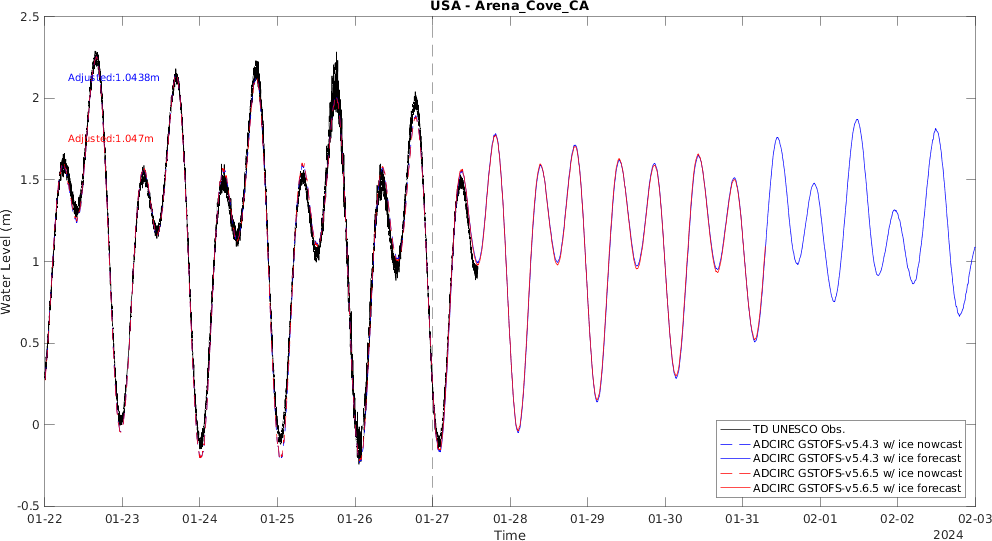 USA - Arena_Cove_CA
2.5
2
1.5
1
0.5
0
-0.5
Water Level (m)
Adjusted:1.0438m
Adjusted:1.047m
TD UNESCO Obs.
ADCIRC GSTOFS-v5.4.3 w/ ice nowcast
ADCIRC GSTOFS-v5.4.3 w/ ice forecast
ADCIRC GSTOFS-v5.6.5 w/ ice nowcast
ADCIRC GSTOFS-v5.6.5 w/ ice forecast
01-22 01-23 01-24 01-25 01-26 01-27 01-28 01-29 01-30 01-31 02-01 02-02 02-03
Time
2024